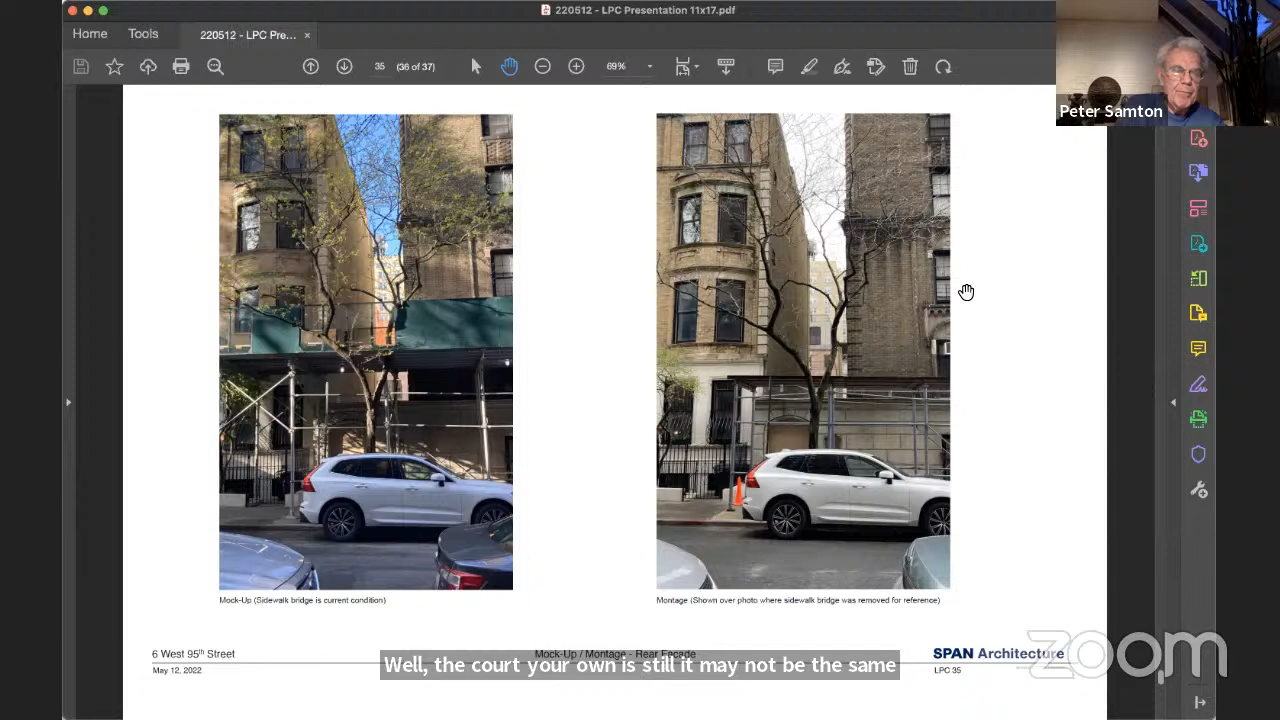 220512 - LPC Presentation 11x17.pdf
Home Tools 220512 - LPC Pre... ×
35 (36 of 37) 69%
Peter Samton
Mock-Up (Sidewalk bridge is current condition)
Montage (Shown over photo where sidewalk bridge was removed for reference)
6 West 95th Street
May 12, 2022
Mock-Up / Montage - Rear Facade
SPAN Architecture
LPC 35
Well, the court your own is still it may not be the same
zoom